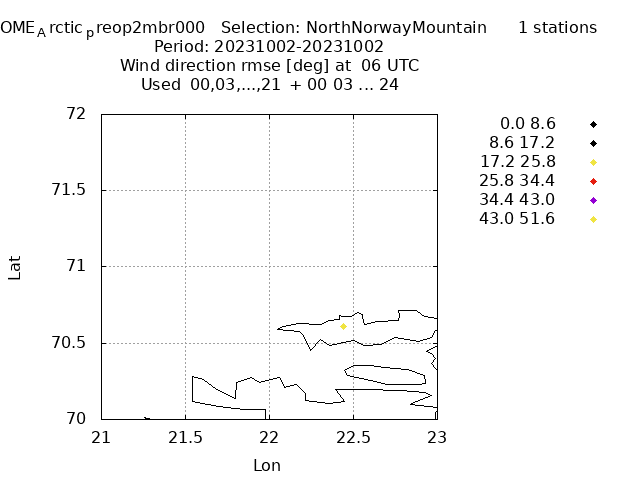 OME_A rctic_p reop2mbr000 Selection: NorthNorwayMountain 1 stations
Period: 20231002-20231002
Wind direction rmse [deg] at 06 UTC
Used 00,03,...,21 + 00 03 ... 24
72
71.5
71
70.5
70
21 21.5 22 22.5 23
Lat
Lon
0.0 8.6
8.6 17.2
17.2 25.8
25.8 34.4
34.4 43.0
43.0 51.6